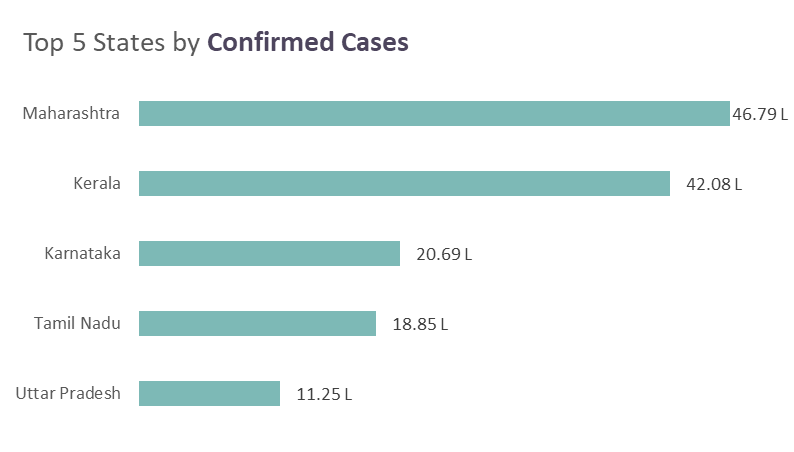 Top 5 States by Confirmed Cases
Maharashtra 46.79 L
Kerala 42.08 L
Karnataka 20.69 L
Tamil Nadu 18.85 L
Uttar Pradesh 11.25 L